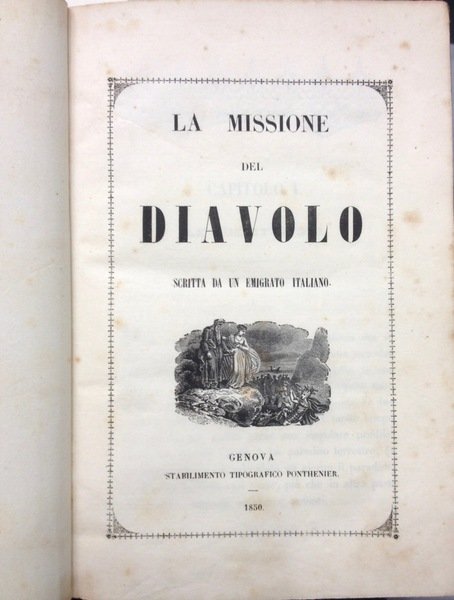 LA MISSIONE
DEL
DIAVOLO
SCRITTA DA UN EMIGRATO ITALIANO.
GENOVA
STABILIMENTO TIPOGRAFICO PONTHENIER.
1850.